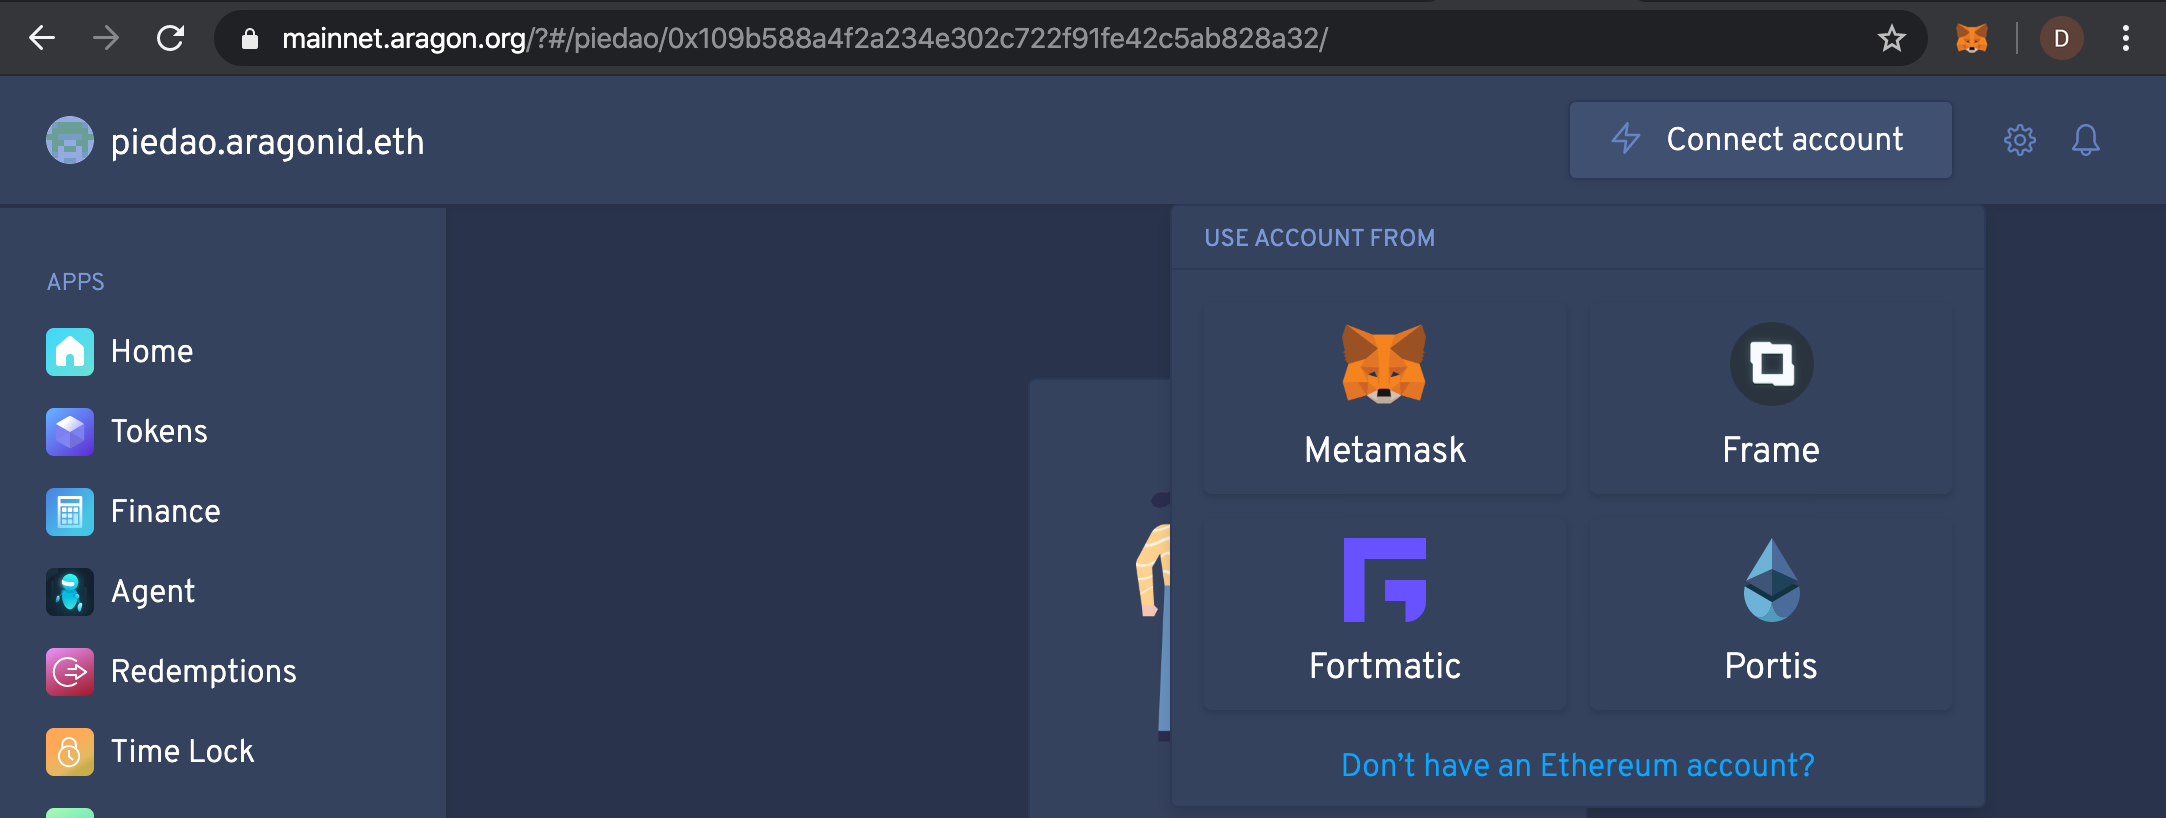 mainnet.aragon.org/?#/piedao/0x109b588a4f2a234e302c722f91fe42c5ab828a32/
D
piedao.aragonid.eth
Connect account
APPS
Home
Tokens
Finance
Agent
Redemptions
Time Lock
USE ACCOUNT FROM
Metamask
Frame
Fortmatic
Portis
Don’t have an Ethereum account?